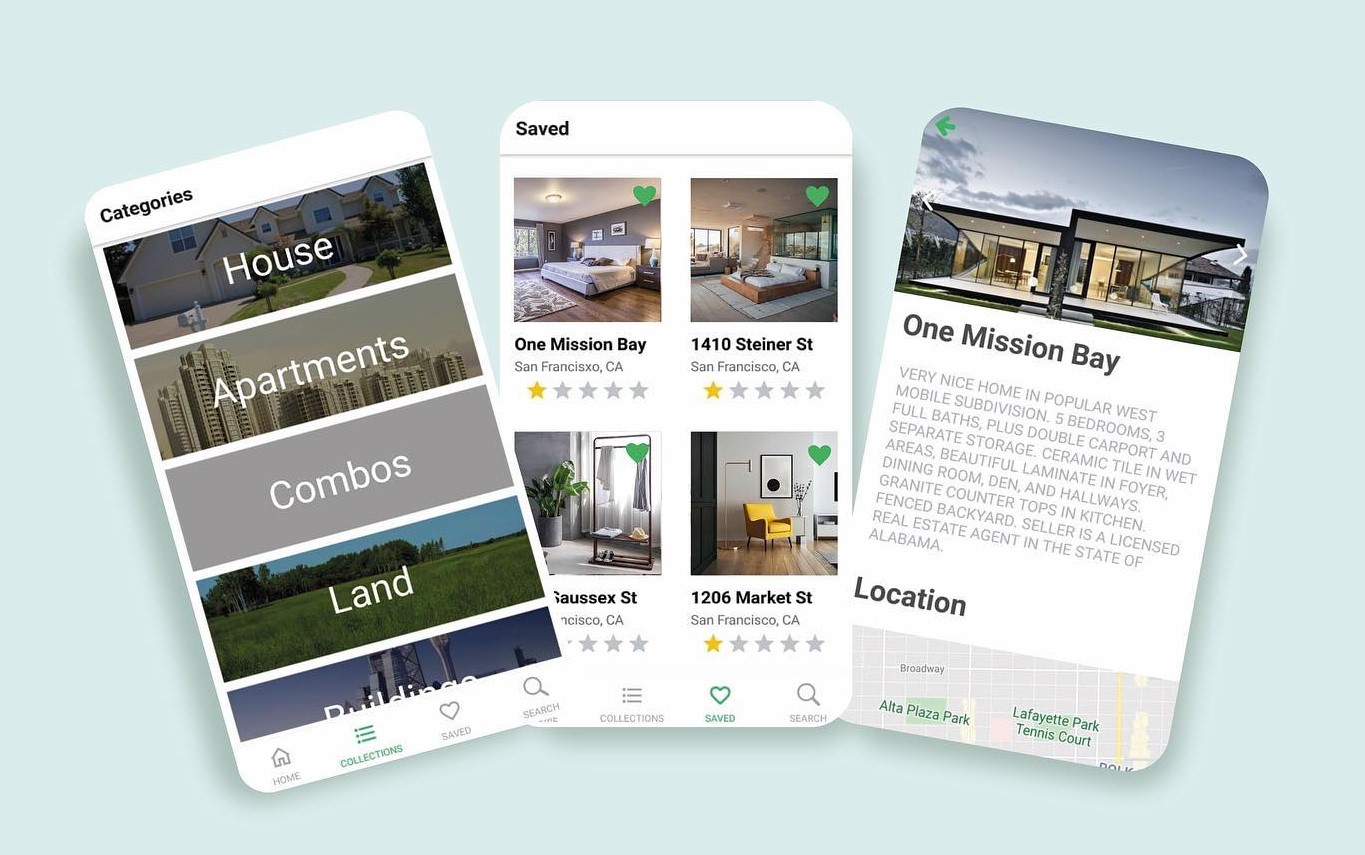 Categories
House
Apartments
Combos
Land
Buildings
HOME
COLLECTIONS
SAVED
SEARCH
Saved
One Mission Bay
San Francisxo, CA
1410 Steiner St
San Francisco, CA
Saussex St
ncisco, CA
1206 Market St
San Francisco, CA
COLLECTIONS
SAVED
SEARCH
One Mission Bay
VERY NICE HOME IN POPULAR WEST
MOBILE SUBDIVISION. 5 BEDROOMS, 3
FULL BATHS, PLUS DOUBLE CARPORT AND
SEPARATE STORAGE. CERAMIC TILE IN WET
AREAS, BEAUTIFUL LAMINATE IN FOYER,
DINING ROOM, DEN, AND HALLWAYS.
GRANITE COUNTER TOPS IN KITCHEN.
FENCED BACKYARD. SELLER IS A LICENSED
REAL ESTATE AGENT IN THE STATE OF
ALABAMA.
Location
Broadway
Alta Plaza Park
Lafayette Park
Tennis Court